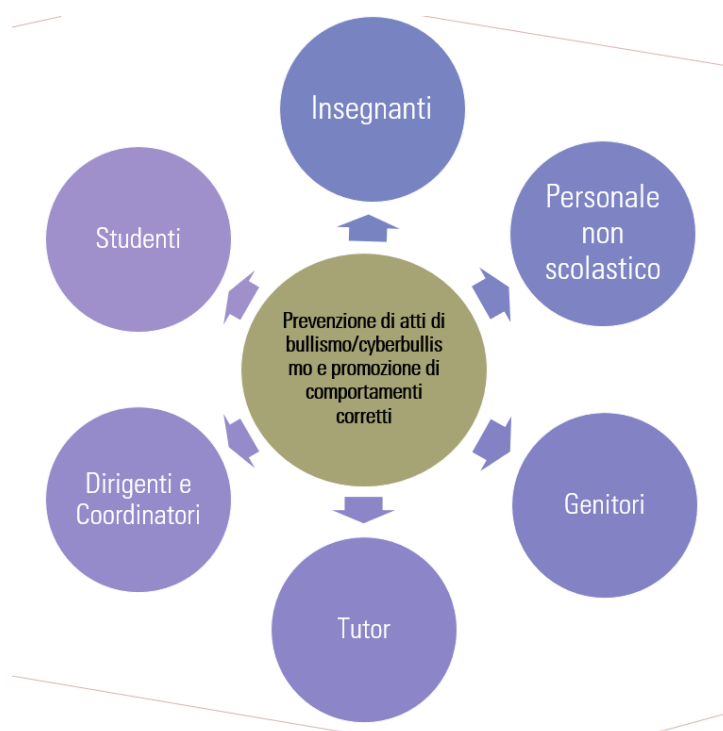 Insegnanti
Personale
non
scolastico
Studenti
Prevenzione di atti di
bullismo/cyberbullis
mo e promozione di
comportamenti
corretti
Dirigenti e
Coordinatori
Genitori
Tutor